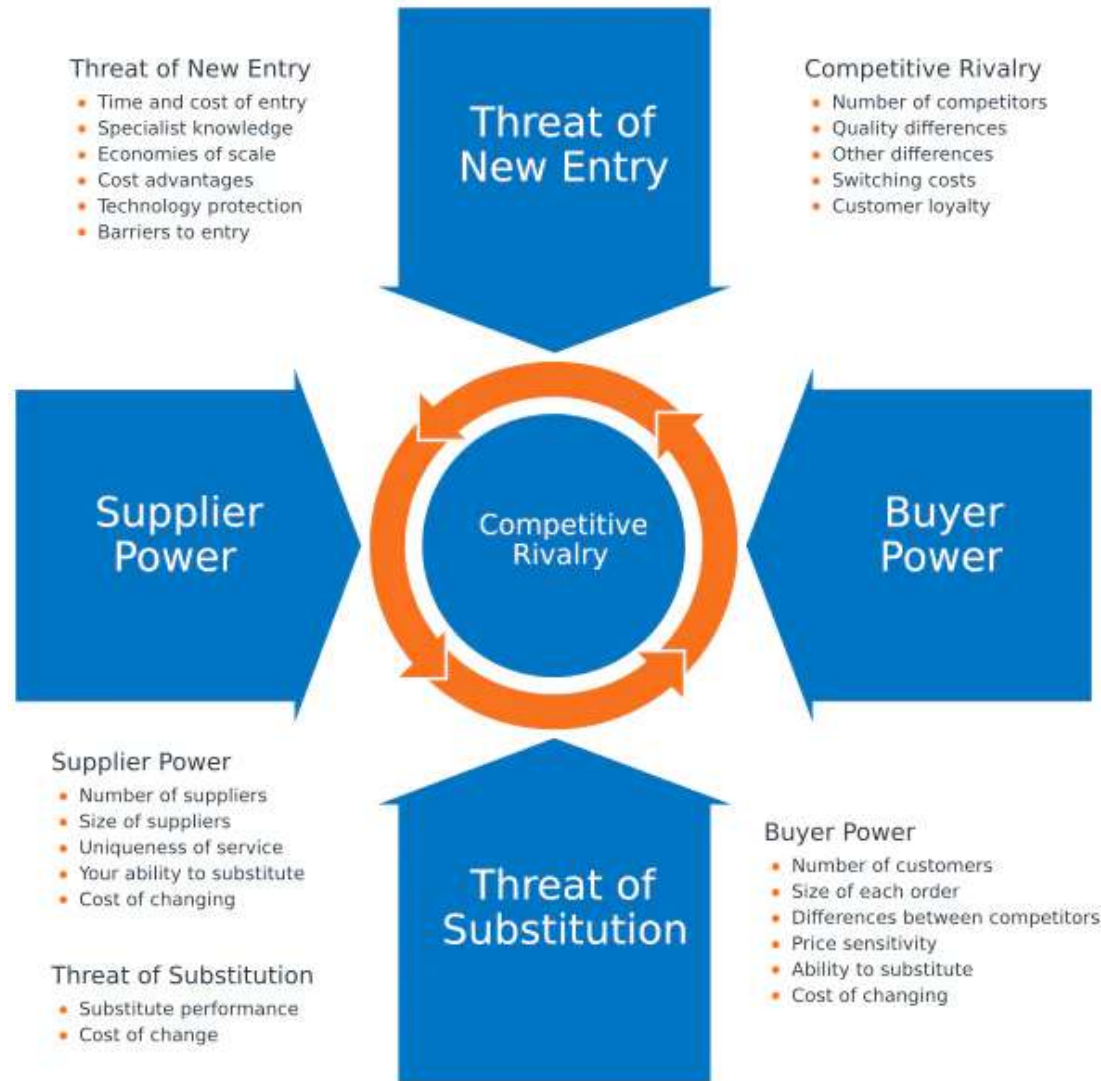 Threat of New Entry
Time and cost of entry
Specialist knowledge
Economies of scale
Cost advantages
Technology protection
Barriers to entry
Threat of
New Entry
Competitive Rivalry
Number of competitors
Quality differences
Other differences
Switching costs
Customer loyalty
Supplier
Power
Competitive
Rivalry
Buyer
Power
Supplier Power
Number of suppliers
Size of suppliers
Uniqueness of service
Your ability to substitute
Cost of changing
Threat of Substitution
Substitute performance
Cost of change
Threat of
Substitution
Buyer Power
Number of customers
Size of each order
Differences between competitors
Price sensitivity
Ability to substitute
Cost of changing